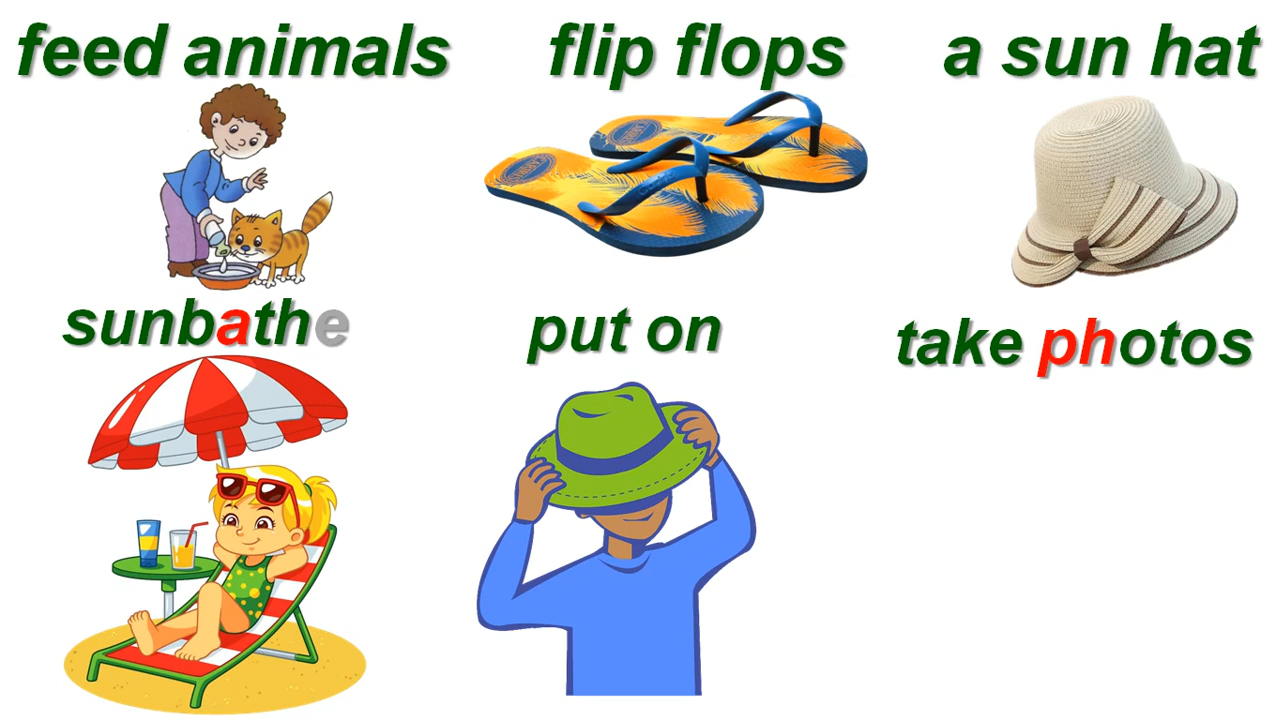 feed animals
flip flops
a sun hat
sunbathe
put on
take photos